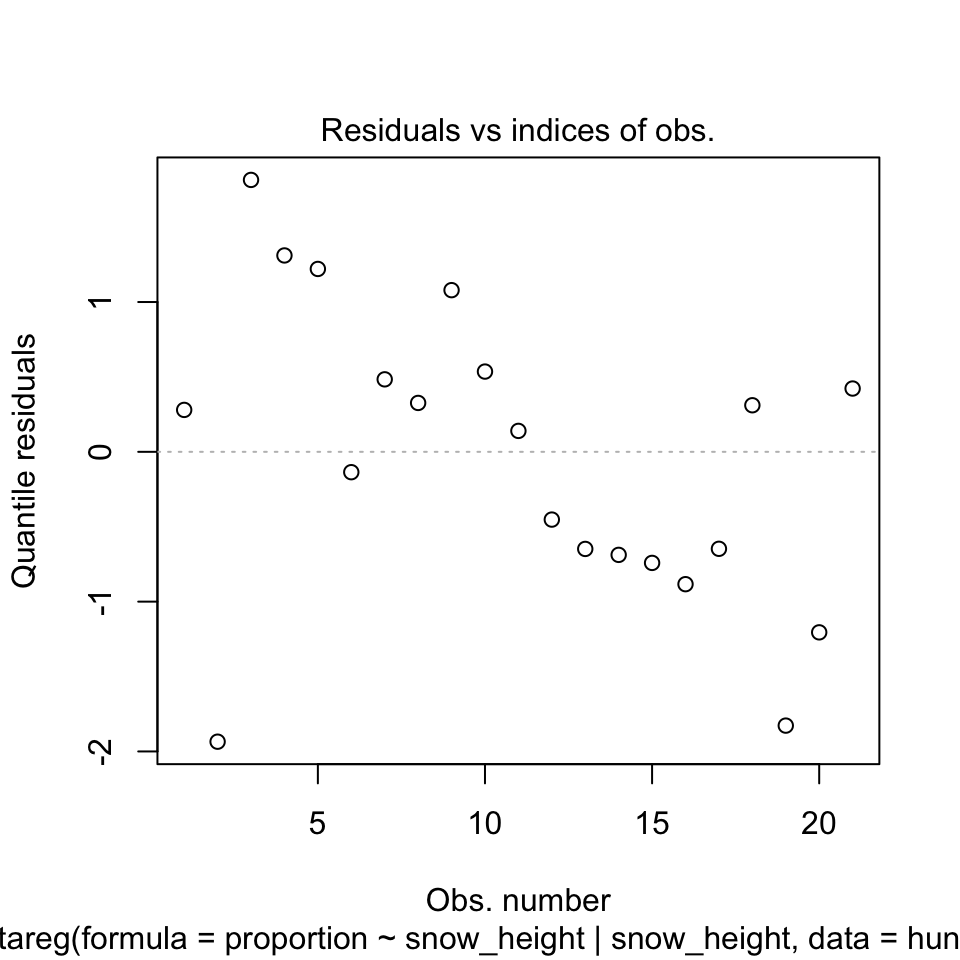 Residuals vs indices of obs.
Quantile residuals
1
0
-1
-2
5 10 15 20
Obs. number
tareg(formula = proportion ~ snow_height | snow_height, data = hun